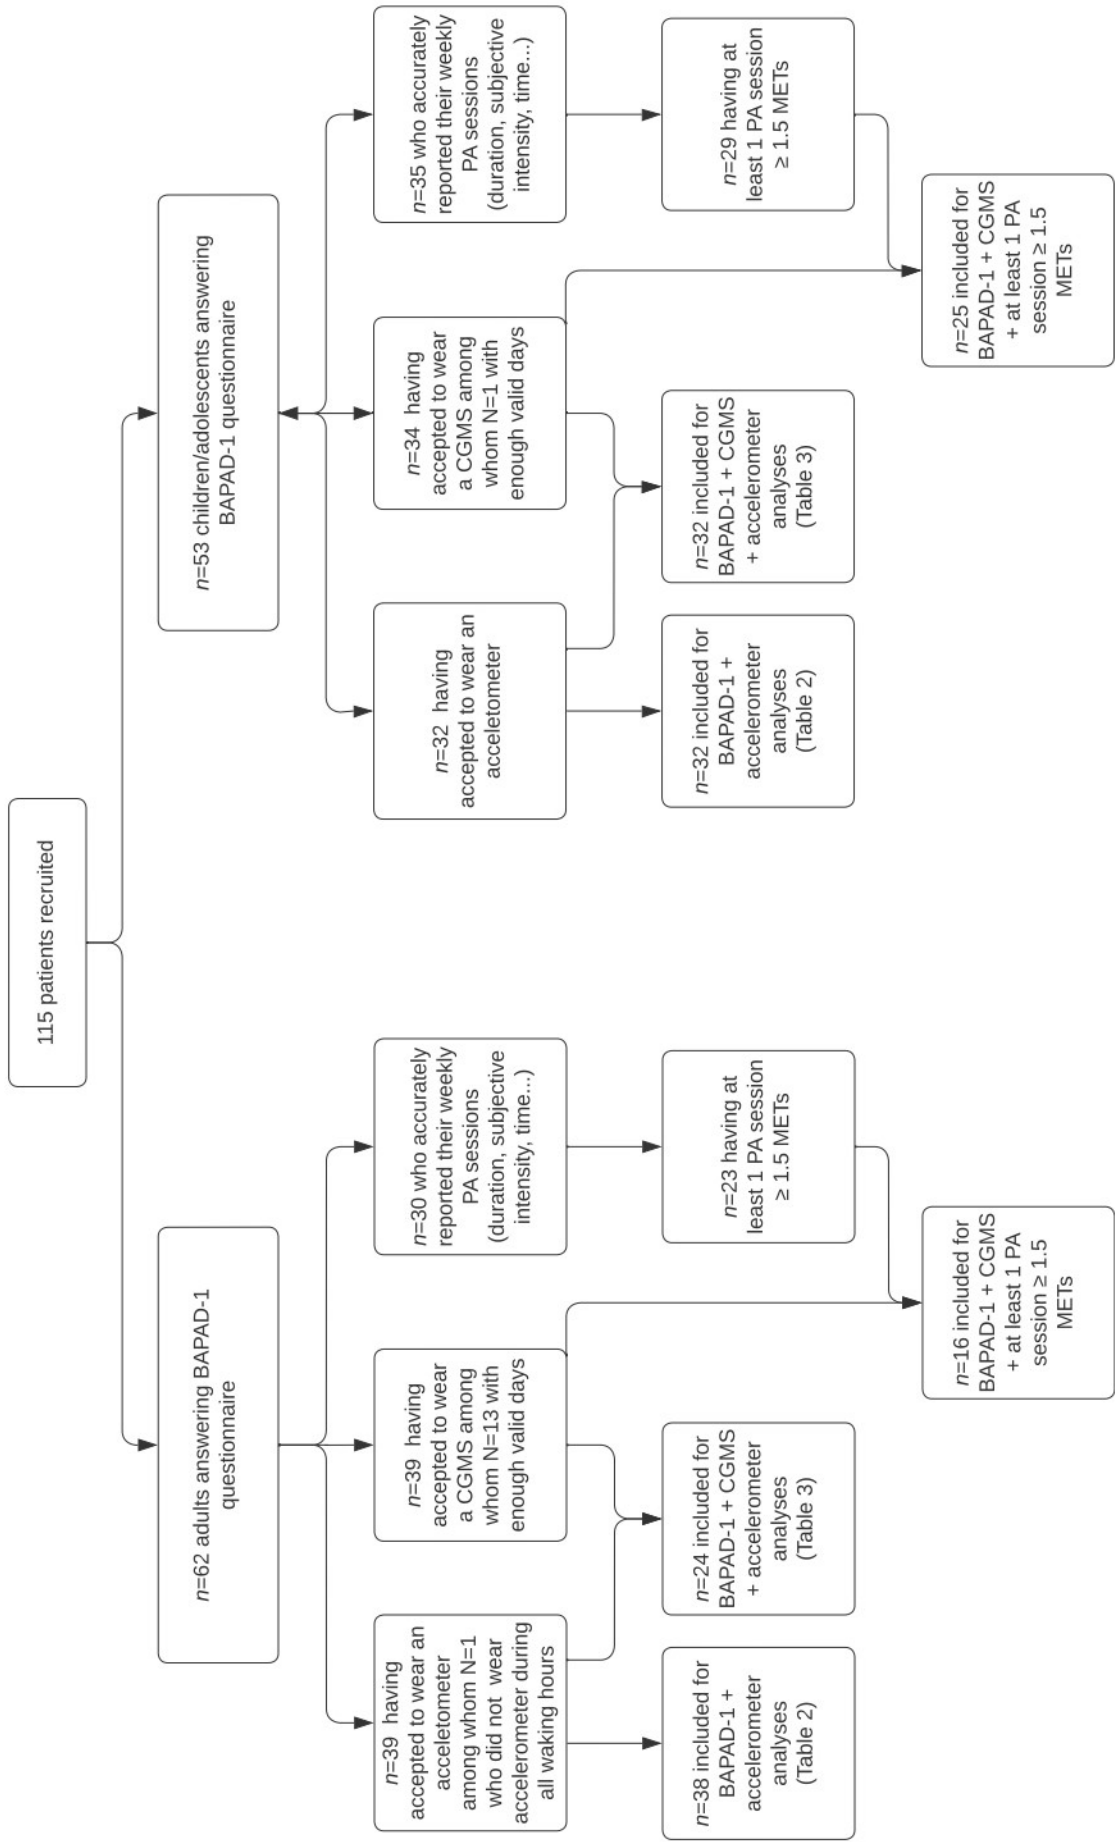 115 patients recruited
n=62 adults answering BAPAD-1
questionnaire
n=53 children/adolescents answering
BAPAD-1 questionnaire
n=39 having
accepted to wear an
acceletometer
among whom N=1
who did not wear
accelerometer during
all waking hours
n=39 having
accepted to wear
a CGMS among
whom N=13 with
enough valid days
n=30 who accurately
reported their weekly
PA sessions
(duration, subjective
intensity, time...)
n=32 having
accepted to wear an
acceletometer
n=34 having
accepted to wear
a CGMS among
whom N=1 with
enough valid days
n=35 who accurately
reported their weekly
PA sessions
(duration, subjective
intensity, time...)
n=38 included for
BAPAD-1 +
accelerometer
analyses
(Table 2)
n=24 included for
BAPAD-1 + CGMS
+ accelerometer
analyses
(Table 3)
n=23 having at
least 1 PA session
≥ 1.5 METs
n=32 included for
BAPAD-1 +
accelerometer
analyses
(Table 2)
n=32 included for
BAPAD-1 + CGMS
+ accelerometer
analyses
(Table 3)
n=29 having at
least 1 PA session
≥ 1.5 METs
n=16 included for
BAPAD-1 + CGMS
+ at least 1 PA
session ≥ 1.5
METs
n=25 included for
BAPAD-1 + CGMS
+ at least 1 PA
session ≥ 1.5
METs